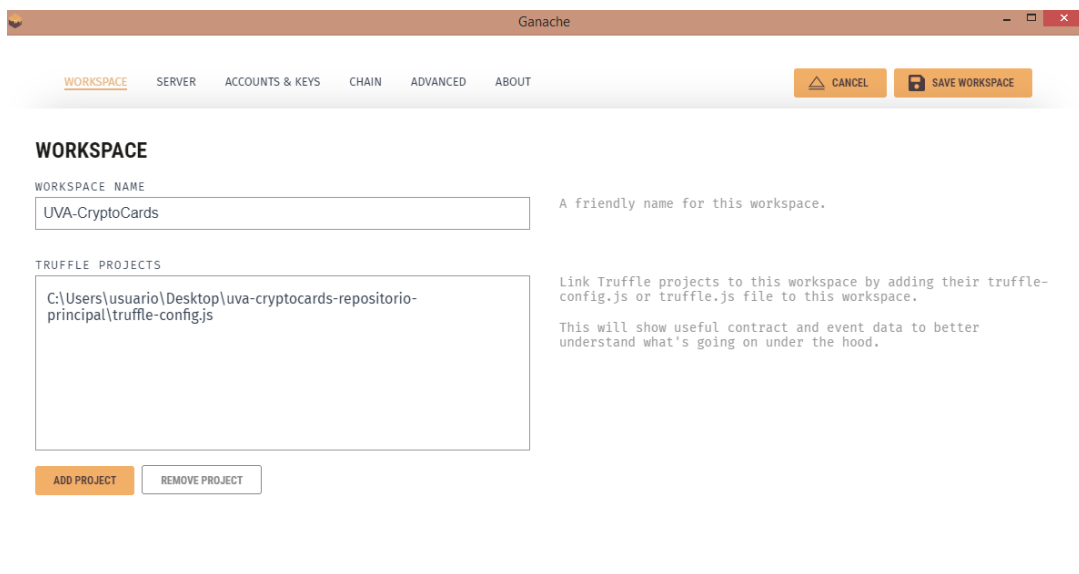 Ganache
WORKSPACE SERVER ACCOUNTS & KEYS CHAIN ADVANCED ABOUT CANCEL SAVE WORKSPACE
WORKSPACE
WORKSPACE NAME
UVA-CryptoCards
A friendly name for this workspace.
TRUFFLE PROJECTS
C:\Users\usuario\Desktop\uva-cryptocards-repositorio-
principal\truffle-config.js
Link Truffle projects to this workspace by adding their truffle-
config.js or truffle.js file to this workspace.
This will show useful contract and event data to better
understand what's going on under the hood.
ADD PROJECT REMOVE PROJECT